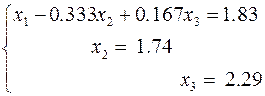 x₁ − 0.333x₂ + 0.167x₃ = 1.83
x₂ = 1.74
x₃ = 2.29